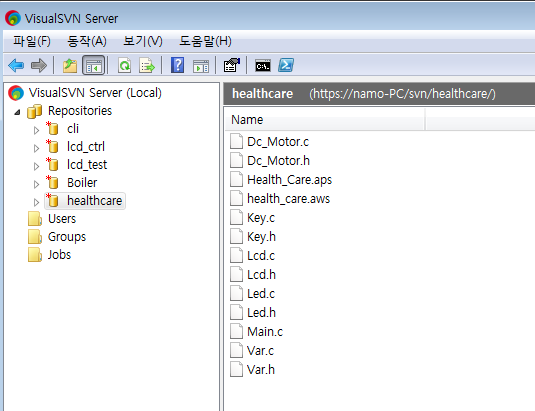 VisualSVN Server
파일(F) 동작(A) 보기(V) 도움말(H)
VisualSVN Server (Local)
Repositories
cli
lcd_ctrl
lcd_test
Boiler
healthcare
Users
Groups
Jobs
healthcare (https://namo-PC/svn/healthcare/)
Name
Dc_Motor.c
Dc_Motor.h
Health_Care.aps
health_care.aws
Key.c
Key.h
Lcd.c
Lcd.h
Led.c
Led.h
Main.c
Var.c
Var.h